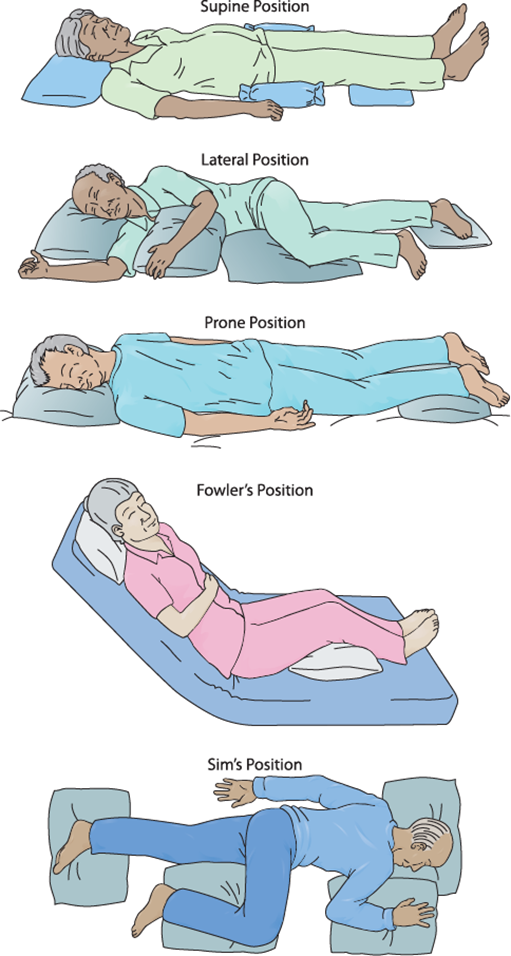 Supine Position
Lateral Position
Prone Position
Fowler's Position
Sim's Position